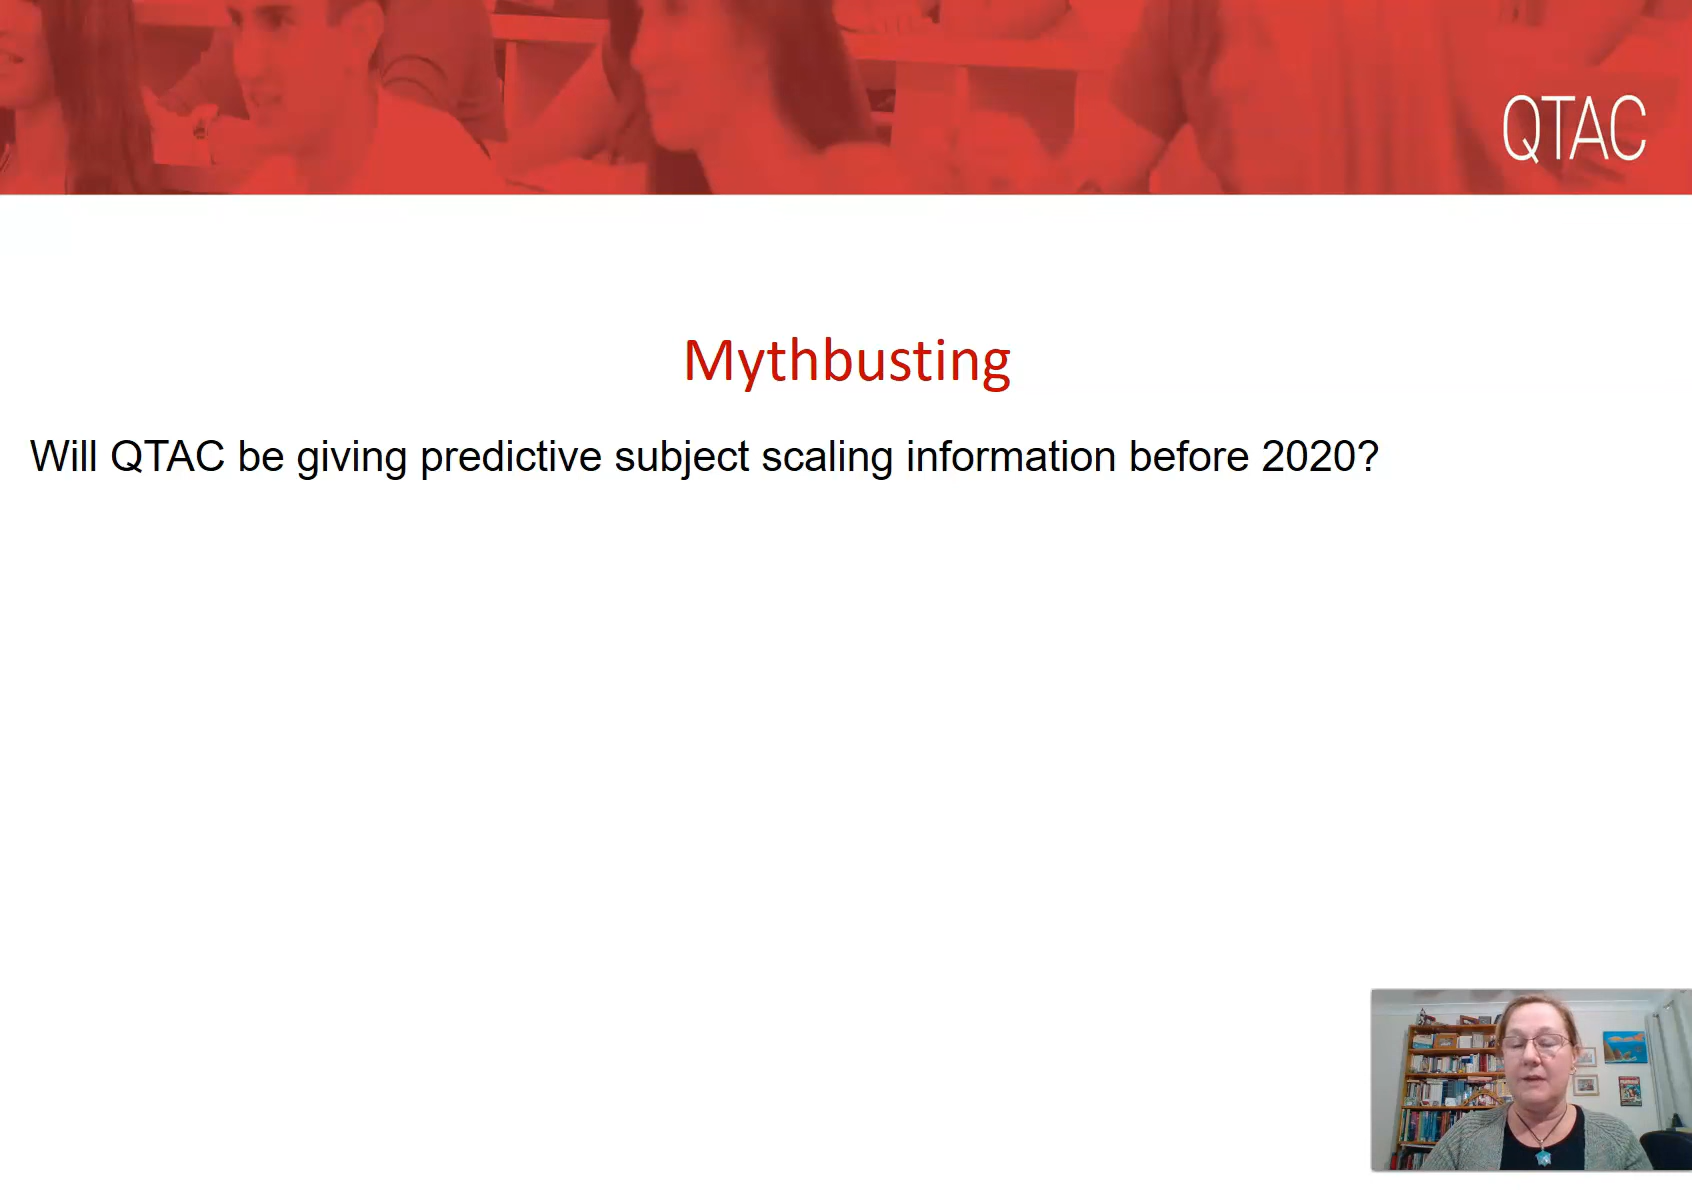 QTAC
Mythbusting
Will QTAC be giving predictive subject scaling information before 2020?